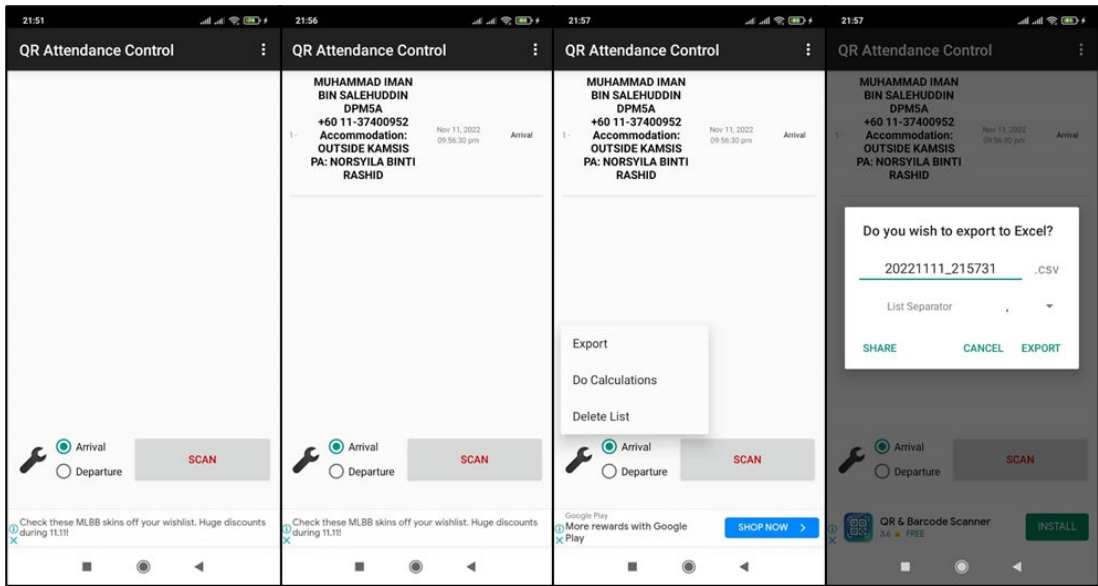 21:51
QR Attendance Control
Arrival
Departure
SCAN
Check these MLBB skins off your wishlist. Huge discounts
during 11.11!
21:56
QR Attendance Control
MUHAMMAD IMAN
BIN SALEHUDDIN
DPM5A
+60 11-37400952
1 - Accommodation: Nov 11, 2022 09:56:30 pm Arrival
OUTSIDE KAMSIS
PA: NORSYILA BINTI
RASHID
Arrival
Departure
SCAN
Check these MLBB skins off your wishlist. Huge discounts
during 11.11!
21:57
QR Attendance Control
MUHAMMAD IMAN
BIN SALEHUDDIN
DPM5A
+60 11-37400952
1 - Accommodation: Nov 11, 2022 09:56:30 pm Arrival
OUTSIDE KAMSIS
PA: NORSYILA BINTI
RASHID
Export
Do Calculations
Delete List
Arrival
Departure
SCAN
Google Play
More rewards with Google
Play
SHOP NOW
21:57
QR Attendance Control
MUHAMMAD IMAN
BIN SALEHUDDIN
DPM5A
+60 11-37400952
Accommodation: Nov 11, 2022 09:56:30 pm Arrival
OUTSIDE KAMSIS
PA: NORSYILA BINTI
RASHID
Do you wish to export to Excel?
20221111_215731 .csv
List Separator ,
SHARE CANCEL EXPORT
Arrival
Departure
SCAN
QR & Barcode Scanner
3.6 FREE
INSTALL